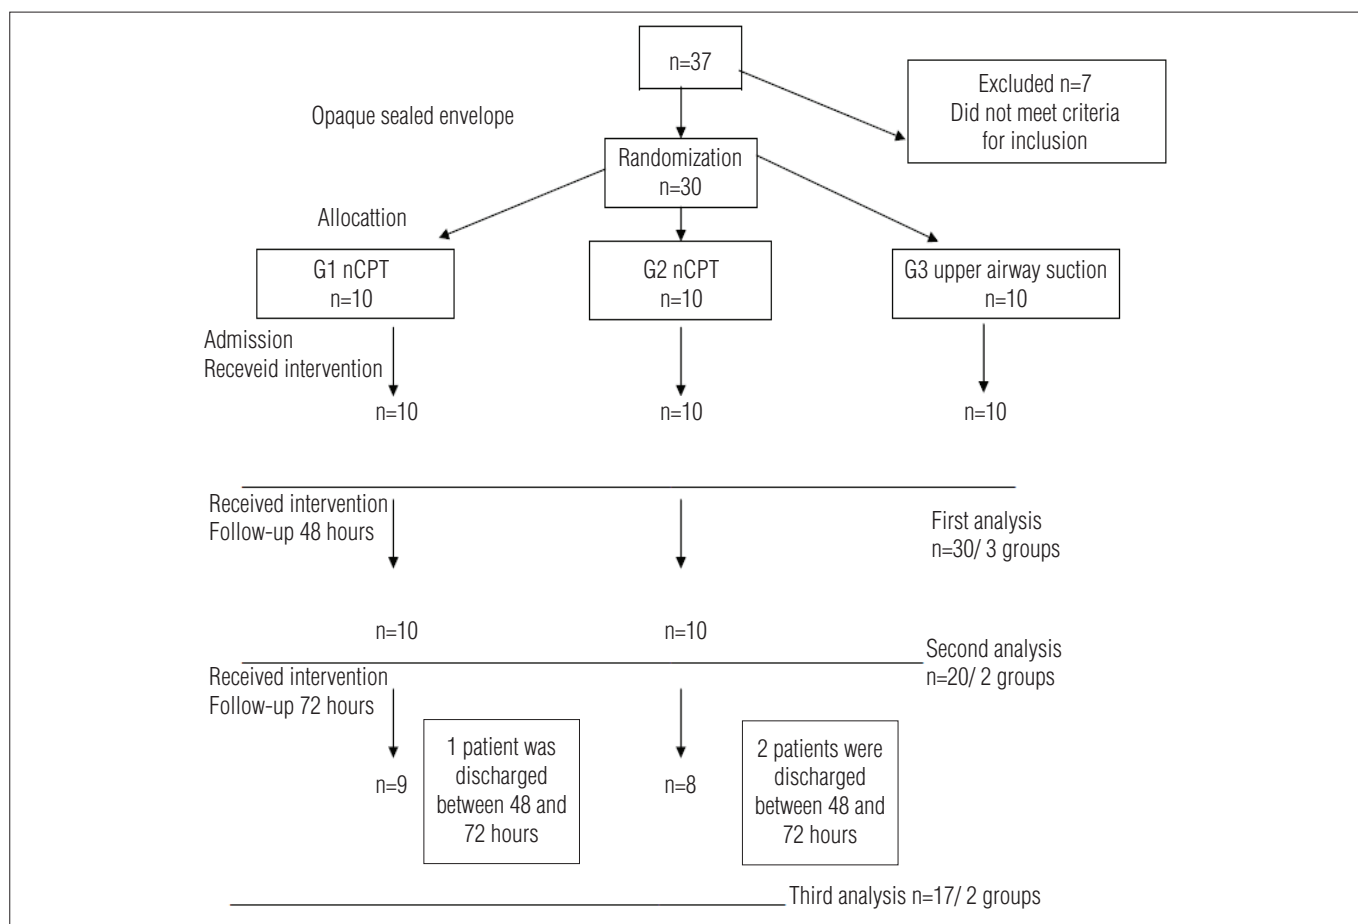 n=37
Excluded n=7
Did not meet criteria
for inclusion
Opaque sealed envelope
Randomization
n=30
Allocattion
G1 nCPT
n=10
G2 nCPT
n=10
G3 upper airway suction
n=10
Admission
Receveid intervention
n=10
n=10
n=10
Received intervention
Follow-up 48 hours
First analysis
n=30/ 3 groups
n=10
n=10
Second analysis
n=20/ 2 groups
Received intervention
Follow-up 72 hours
n=9
1 patient was
discharged
between 48 and
72 hours
n=8
2 patients were
discharged
between 48 and
72 hours
Third analysis n=17/ 2 groups